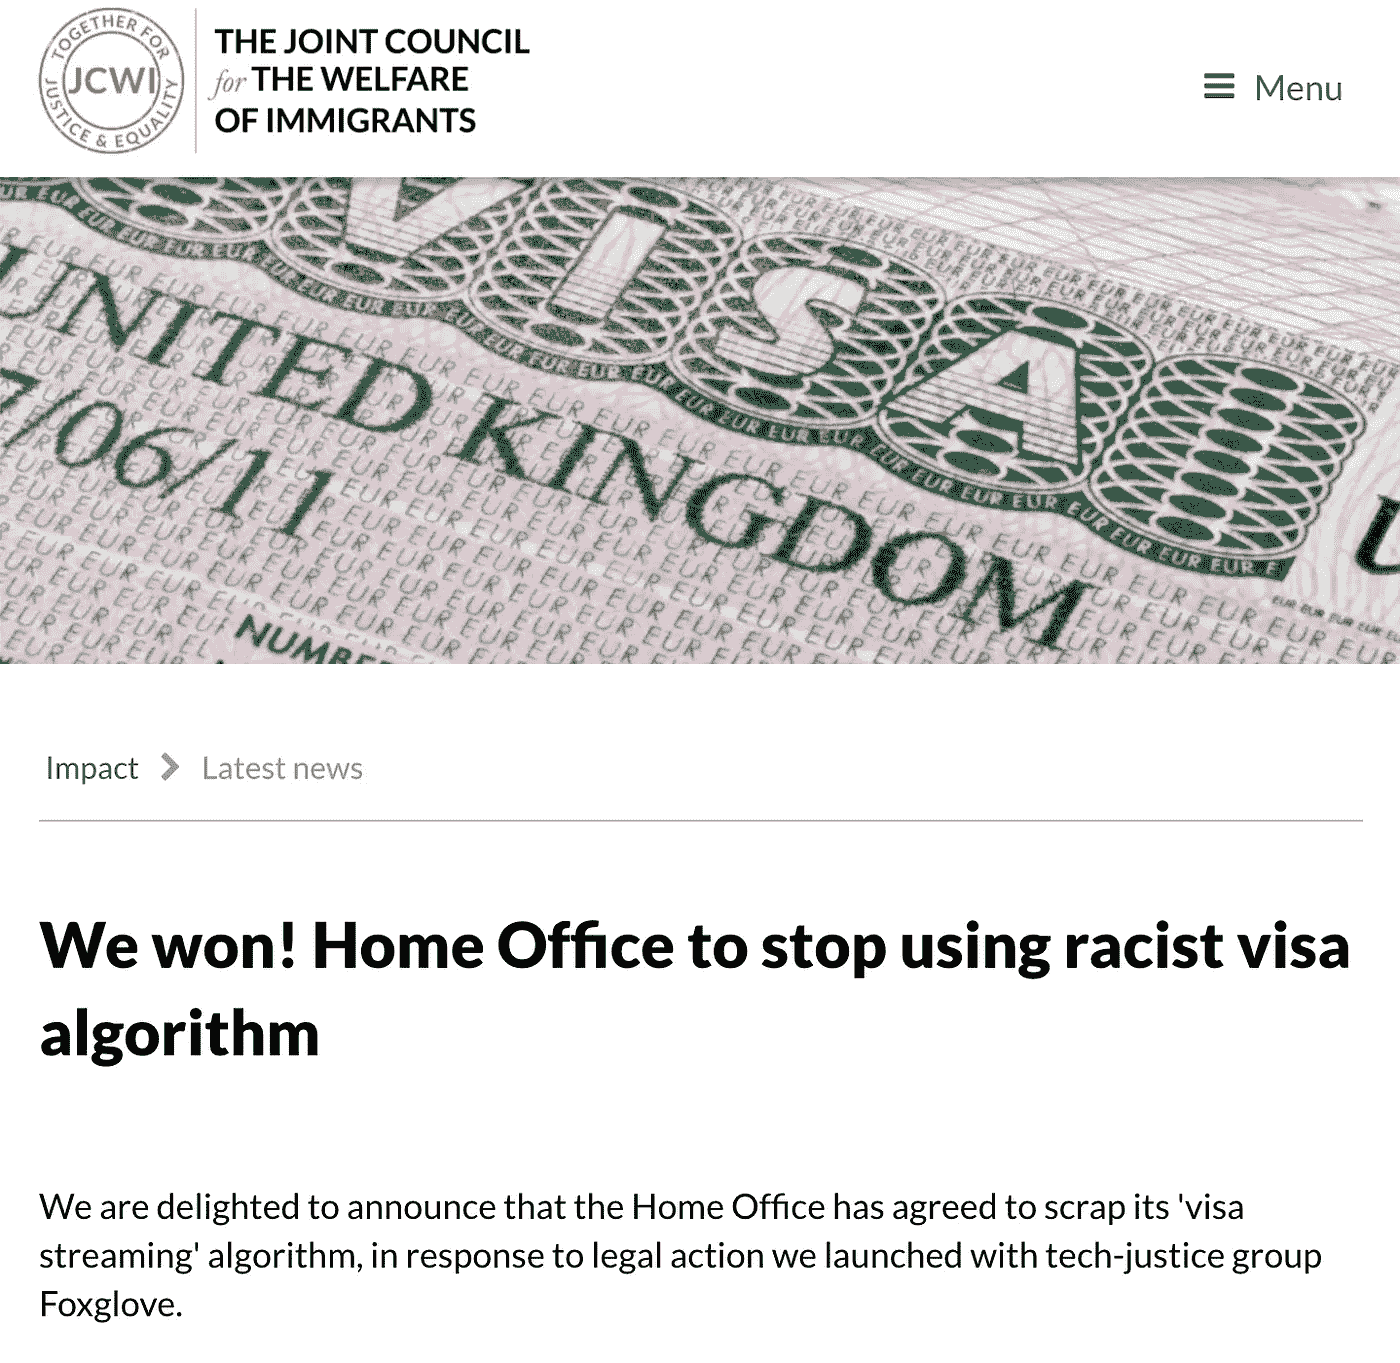 TOGETHER FOR
JCWI
JUSTICE & EQUALITY
THE JOINT COUNCIL
for THE WELFARE
OF IMMIGRANTS
Menu
VISA
UNITED KINGDOM
7/06/11
Impact
Latest news
We won! Home Office to stop using racist visa
algorithm
We are delighted to announce that the Home Office has agreed to scrap its 'visa
streaming' algorithm, in response to legal action we launched with tech-justice group
Foxglove.